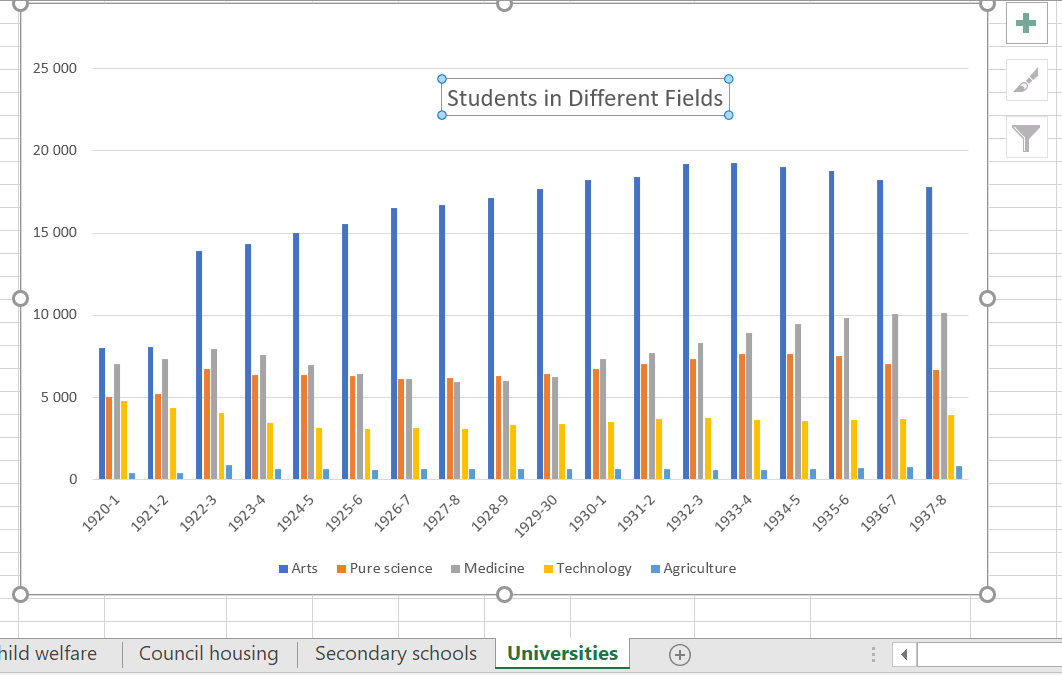 25 000
Students in Different Fields
20 000
15 000
10 000
5 000
0
1920-1 1921-2 1922-3 1923-4 1924-5 1925-6 1926-7 1927-8 1928-9 1929-30 1930-1 1931-2 1932-3 1933-4 1934-5 1935-6 1936-7 1937-8
Arts Pure science Medicine Technology Agriculture
hild welfare Council housing Secondary schools Universities